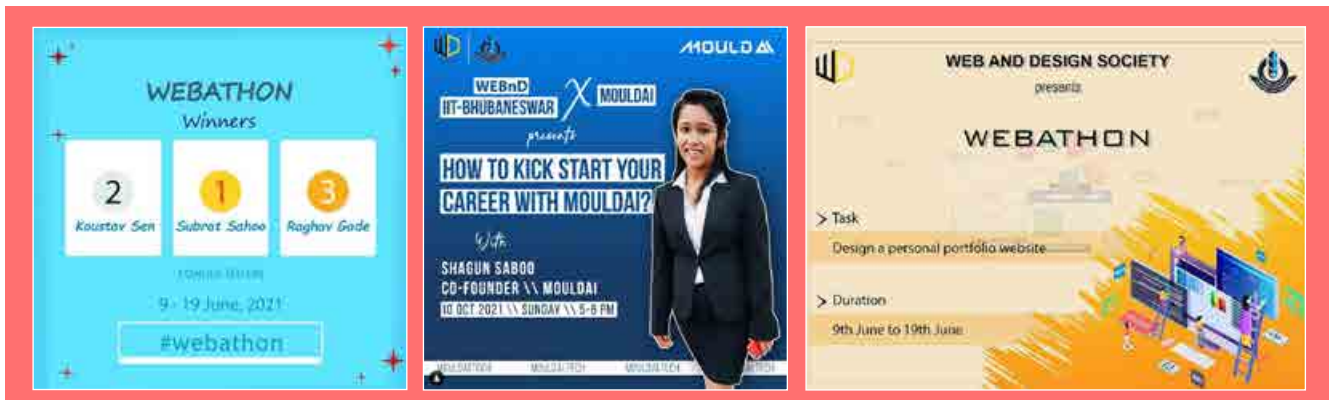 WEBATHON
Winners
2
1
3
Koustav Sen
Subrat Sahoo
Raghav Gade
9 - 19 June, 2021
#webathon
MOULDAI
WEBnD
IIT-BHUBANESWAR
X
MOULDAI
presents
HOW TO KICK START YOUR
CAREER WITH MOULDAI?
With
SHAGUN SABOO
CO-FOUNDER \\ MOULDAI
10 OCT 2021 \\ SUNDAY \\ 5-6 PM
WD
WEB AND DESIGN SOCIETY
presents
WEBATHON
> Task
Design a personal portfolio website
> Duration
9th June to 19th June